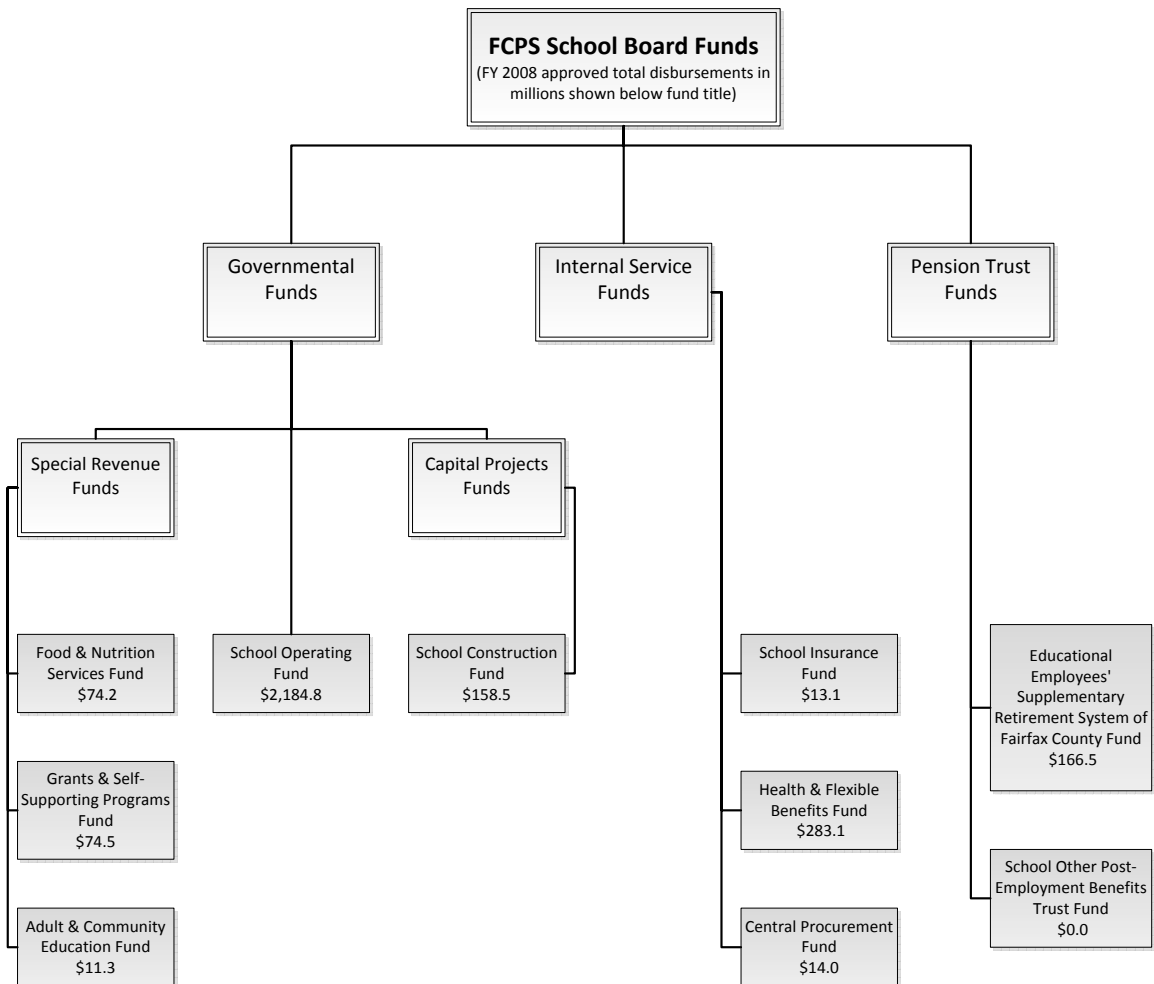 FCPS School Board Funds
(FY 2008 approved total disbursements in
millions shown below fund title)
Governmental
Funds
Internal Service
Funds
Pension Trust
Funds
Special Revenue
Funds
Capital Projects
Funds
Food & Nutrition
Services Fund
$74.2
School Operating
Fund
$2,184.8
School Construction
Fund
$158.5
School Insurance
Fund
$13.1
Educational
Employees'
Supplementary
Retirement System of
Fairfax County Fund
$166.5
Grants & Self-
Supporting Programs
Fund
$74.5
Health & Flexible
Benefits Fund
$283.1
School Other Post-
Employment Benefits
Trust Fund
$0.0
Adult & Community
Education Fund
$11.3
Central Procurement
Fund
$14.0